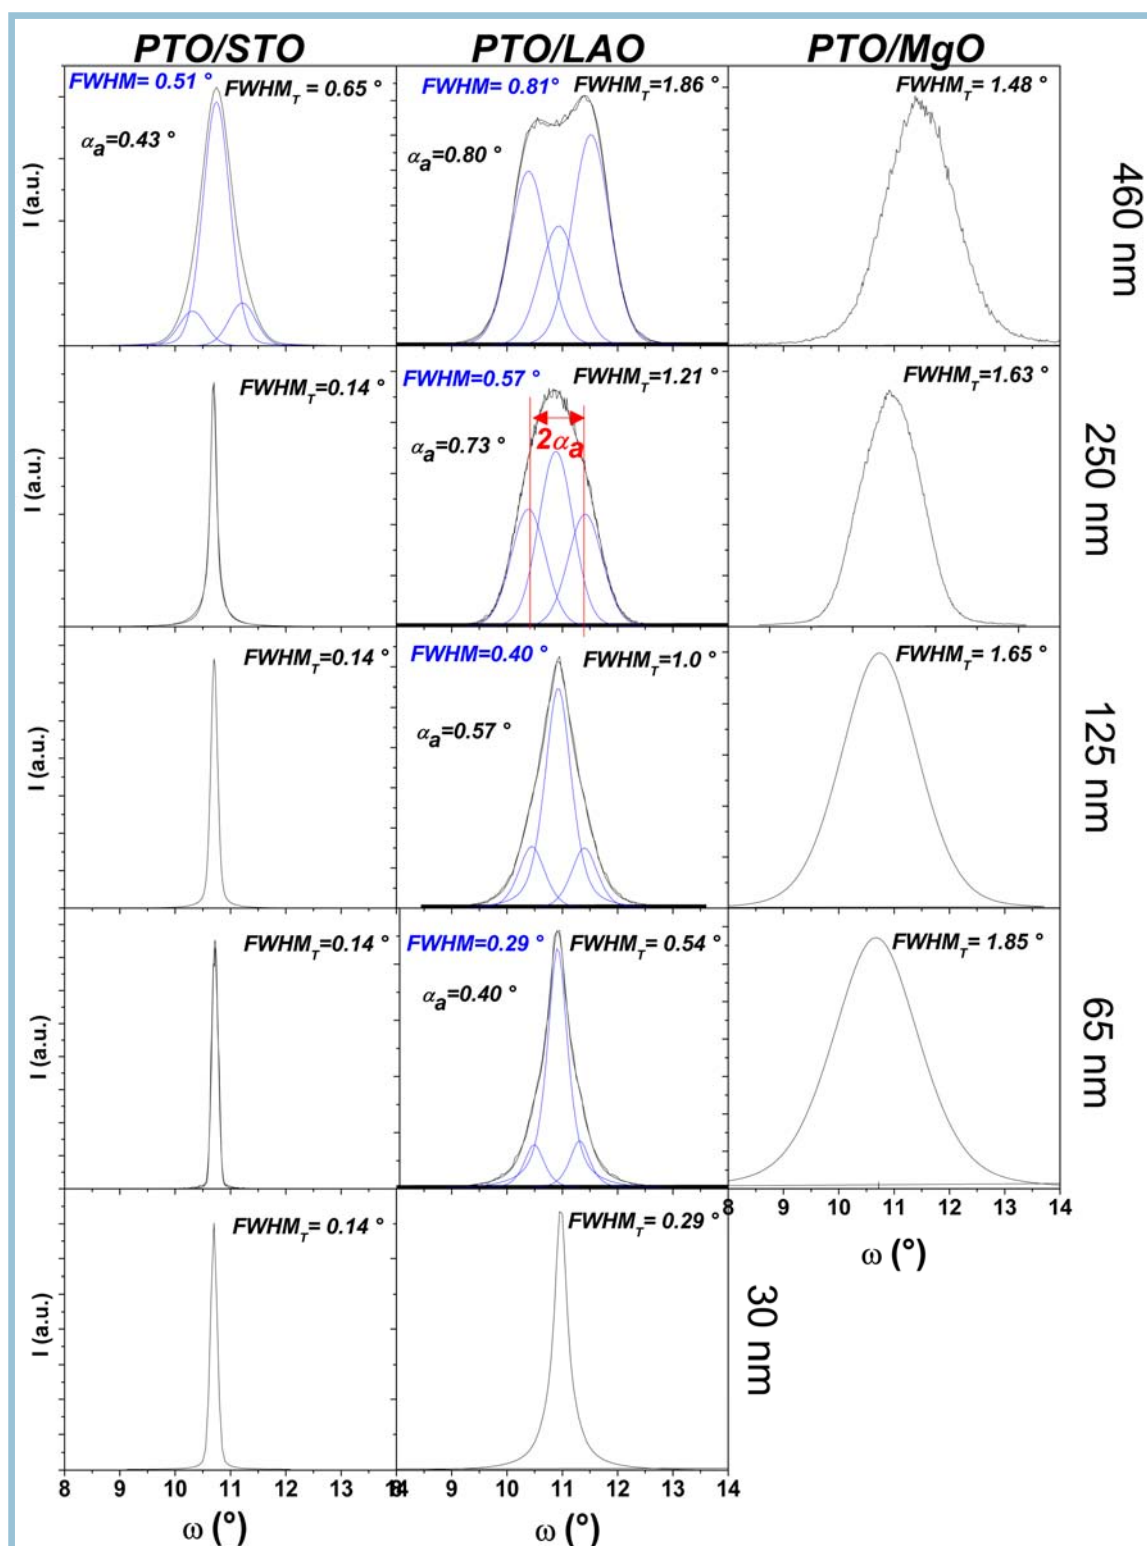 PTO/STO PTO/LAO PTO/MgO
FWHM= 0.51 ° FWHM_T = 0.65 °
α_a=0.43 °
I (a.u.)
FWHM= 0.81° FWHM_T=1.86 °
α_a=0.80 °
FWHM_T= 1.48 °
460 nm
FWHM_T=0.14 °
I (a.u.)
FWHM=0.57 ° FWHM_T=1.21 °
2α_a
α_a=0.73 °
FWHM_T=1.63 °
250 nm
FWHM_T=0.14 °
I (a.u.)
FWHM=0.40 ° FWHM_T=1.0 °
α_a=0.57 °
FWHM_T= 1.65 °
125 nm
FWHM_T=0.14 °
I (a.u.)
FWHM=0.29 ° FWHM_T= 0.54 °
α_a=0.40 °
FWHM_T=1.85 °
65 nm
8 9 10 11 12 13 14
ω (°)
FWHM_T= 0.14 °
I (a.u.)
FWHM_T= 0.29 °
30 nm
8 9 10 11 12 13
9 10 11 12 13 14
ω (°) ω (°)